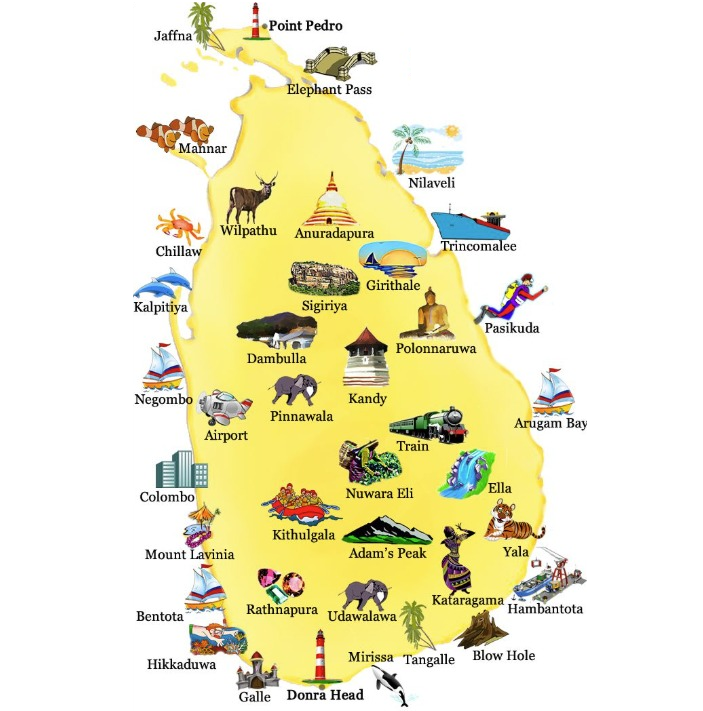 Point Pedro
Jaffna
Elephant Pass
Mannar
Nilaveli
Wilpathu
Anuradapura
Trincomalee
Chillaw
Girithale
Kalpitiya
Sigiriya
Pasikuda
Polonnaruwa
Dambulla
Negombo
Kandy
Pinnawala
Arugam Bay
Airport
Train
Colombo
Nuwara Eli
Ella
Kithulgala
Mount Lavinia
Adam's Peak
Yala
Kataragama
Hambantota
Rathnapura
Bentota
Udawalawa
Hikkaduwa
Mirissa
Tangalle
Blow Hole
Galle
Donra Head